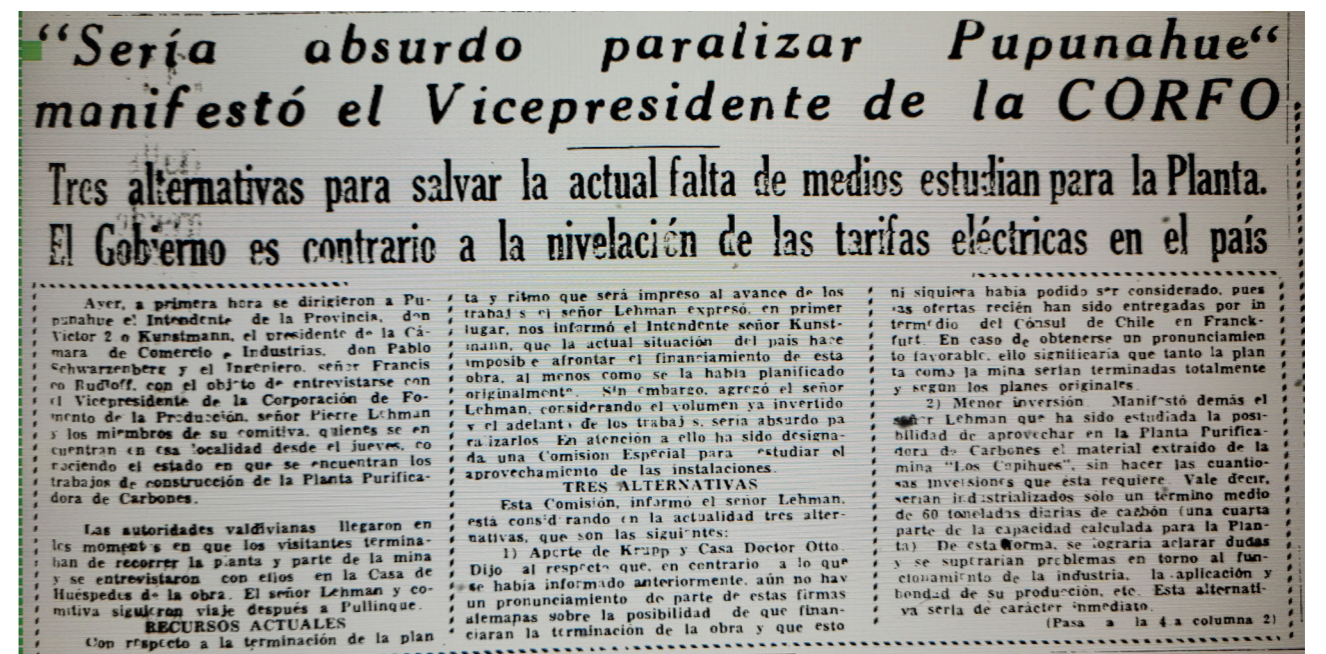 “Sería absurdo paralizar Pupunahue“
manifestó el Vicepresidente de la CORFO
Tres alternativas para salvar la actual falta de medios estudian para la Planta.
El Gobierno es contrario a la nivelación de las tarifas eléctricas en el país
Ayer, a primera hora se dirigieron a Pu-
punahue el Intendente de la Provincia, don
Víctor 2 o Kunstmann, el presidente de la Cá-
mara de Comercio e Industrias, don Pablo
Schwarzenberg y el Ingeniero, señor Francis
co Rudloff, con el objeto de entrevistarse con
el Vicepresidente de la Corporación de Fo-
mento de la Producción, señor Pierre Lehman
y los miembros de su comitiva, quienes se en
cuentran en esa localidad desde el jueves, co
nociendo el estado en que se encuentran los
trabajos de construcción de la Planta Purifica-
dora de Carbones.
Las autoridades valdivianas llegaron en
los moment s en que los visitantes termina-
ban de recorrer la planta y parte de la mina
y se entrevistaron con ellos en la Casa de
Huéspedes de la obra. El señor Lehman y co-
mitiva siguieron viaje después a Pullinque.
RECURSOS ACTUALES
Con respecto a la terminación de la plan
ta y ritmo que será impreso al avance de los
trabaj s el señor Lehman expresó, en primer
lugar, nos informó el Intendente señor Kunst-
mann, que la actual situación del país hace
imposib e afrontar el financiamiento de esta
obra, al menos como se la había planificado
originalmente. Sin embargo, agregó el señor
Lehman, considerando el volumen ya invertido
y el adelanto de los trabaj s, sería absurdo pa
ra izarlos En atención a ello ha sido designa-
da una Comision Especial para estudiar el
aprovechamiento de las instalaciones.
TRES ALTERNATIVAS
Esta Comisión, informó el señor Lehman,
está consid rando en la actualidad tres alter-
nativas, que son las siguientes:
1) Aporte de Krupp y Casa Doctor Otto.
Dijo al respecto que, en contrario a lo que
se había informado anteriormente, aún no hay
un pronunciamiento de parte de estas firmas
alemanas sobre la posibilidad de que finan-
ciaran la terminación de la obra y que esto
ni siquiera había podido ser considerado, pues
las ofertas recién han sido entregadas por in
termedio del Cónsul de Chile en Franck-
furt. En caso de obtenerse un pronunciamien
to favorable, ello significaría que tanto la plan
ta como la mina serían terminadas totalmente
y según los planes originales.
2) Menor inversión. Manifestó demás el
señor Lehman que ha sido estudiada la posi-
bilidad de aprovechar en la Planta Purifica-
dora de Carbones el material extraido de la
mina "Los Copihues", sin hacer las cuantio-
sas inversiones que ésta requiere. Vale decir,
serían industrializados sólo un término medio
de 60 toneladas diarias de carbón (una cuarta
parte de la capacidad calculada para la Plan-
ta) De esta forma, se lograría aclarar dudas
y se superarían problemas en torno al fun-
cionamiento de la industria, la aplicación y
bondad de su producción, etc. Esta alternati-
va sería de carácter inmediato.
(Pasa a la 4.a columna 2)